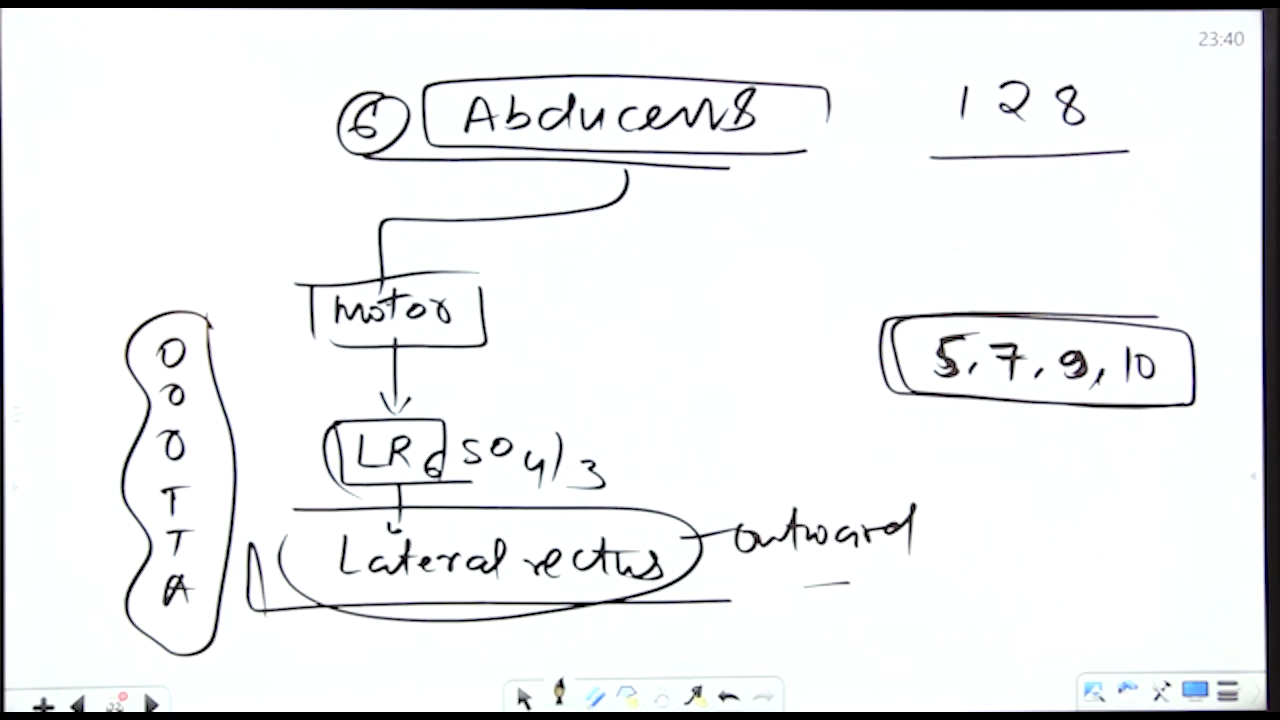 23:40
6 Abducens
1 2 8
motor
5, 7, 9, 10
LR6 SO4/3
Lateral rectus outward
O
O
O
T
T
A